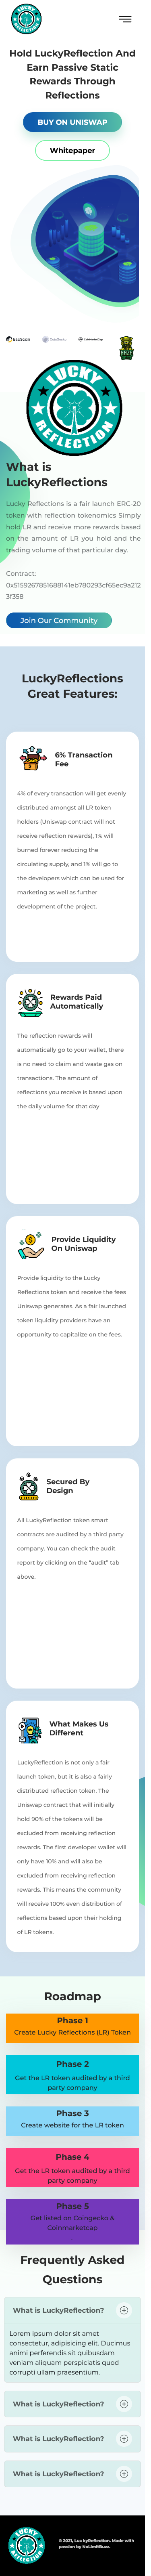 LUCKY
REFLECTION
Hold LuckyReflection And
Earn Passive Static
Rewards Through
Reflections
BUY ON UNISWAP
Whitepaper
BscScan
CoinGecko
CoinMarketCap
LUCKY
REFLECTION
What is
LuckyReflections
Lucky Reflections is a fair launch ERC-20
token with reflection tokenomics Simply
hold LR and receive more rewards based
on the amount of LR you hold and the
trading volume of that particular day.
Contract:
0x5159267851688141eb780293cf65ec9a212
3f358
Join Our Community
LuckyReflections
Great Features:
6% Transaction
Fee
4% of every transaction will get evenly
distributed amongst all LR token
holders (Uniswap contract will not
receive reflection rewards), 1% will
burned forever reducing the
circulating supply, and 1% will go to
the developers which can be used for
marketing as well as further
development of the project.
Rewards Paid
Automatically
The reflection rewards will
automatically go to your wallet, there
is no need to claim and waste gas on
transactions. The amount of
reflections you receive is based upon
the daily volume for that day
Provide Liquidity
On Uniswap
Provide liquidity to the Lucky
Reflections token and receive the fees
Uniswap generates. As a fair launched
token liquidity providers have an
opportunity to capitalize on the fees.
Secured By
Design
All LuckyReflection token smart
contracts are audited by a third party
company. You can check the audit
report by clicking on the "audit" tab
above.
What Makes Us
Different
LuckyReflection is not only a fair
launch token, but it is also a fairly
distributed reflection token. The
Uniswap contract that will initially
hold 90% of the tokens will be
excluded from receiving reflection
rewards. The first developer wallet will
only have 10% and will also be
excluded from receiving reflection
rewards. This means the community
will receive 100% even distribution of
reflections based upon their holding
of LR tokens.
Roadmap
Phase 1
Create Lucky Reflections (LR) Token
Phase 2
Get the LR token audited by a third
party company
Phase 3
Create website for the LR token
Phase 4
Get the LR token audited by a third
party company
Phase 5
Get listed on Coingecko &
Coinmarketcap
Frequently Asked
Questions
What is LuckyReflection?
Lorem ipsum dolor sit amet
consectetur, adipisicing elit. Ducimus
animi perferendis sit quibusdam
veniam aliquam perspiciatis quod
corrupti ullam praesentium.
What is LuckyReflection?
What is LuckyReflection?
What is LuckyReflection?
LUCKY
REFLECTION
© 2021, LuckyReflection. Made with
passion by